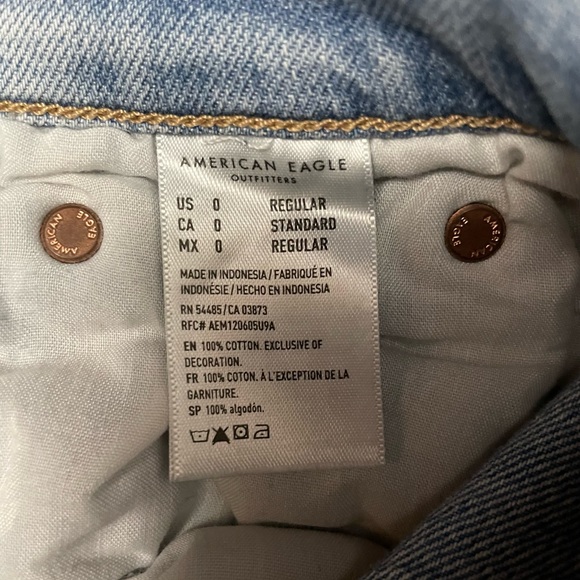 AMERICAN EAGLE
OUTFITTERS
US 0 REGULAR
CA 0 STANDARD
MX 0 REGULAR
MADE IN INDONESIA / FABRIQUÉ EN
INDONÉSIE / HECHO EN INDONESIA
RN 54485/CA 03873
RFC# AEM120605U9A
EN 100% COTTON. EXCLUSIVE OF
DECORATION.
FR 100% COTON. À L'EXCEPTION DE LA
GARNITURE.
SP 100% algodón.
AMERICAN EAGLE
AMERICAN EAGLE